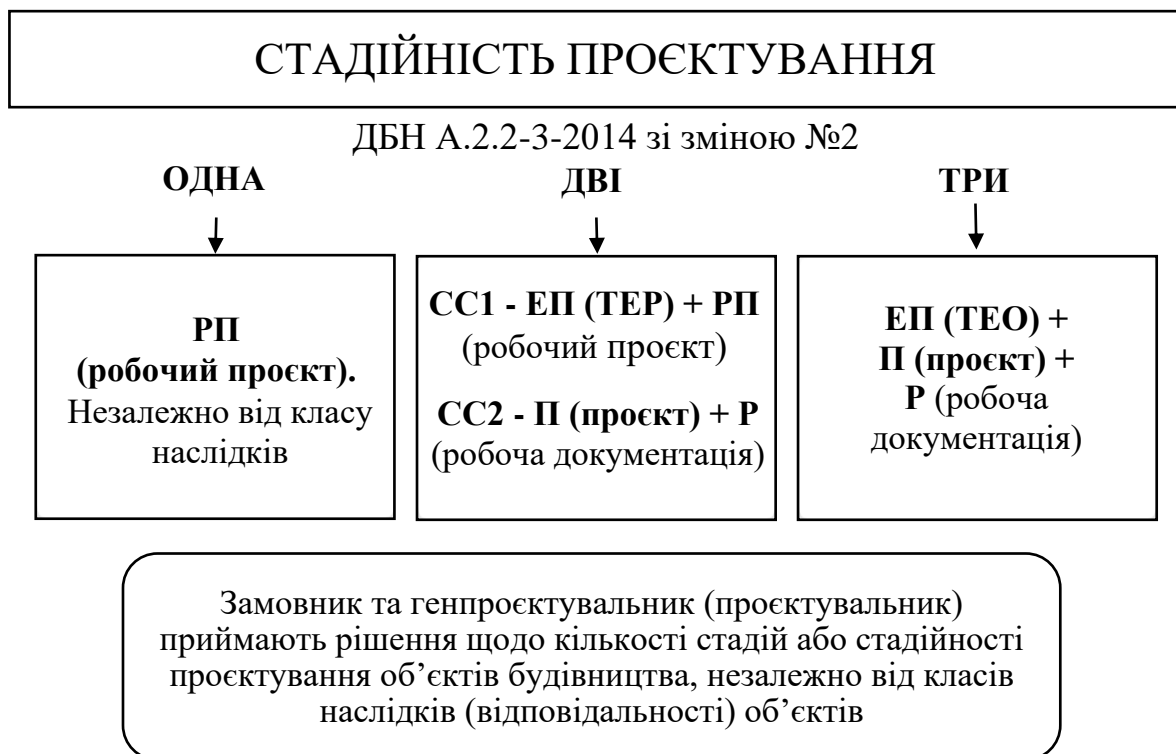 СТАДІЙНІСТЬ ПРОЄКТУВАННЯ
ДБН А.2.2-3-2014 зі зміною №2
ОДНА
РП
(робочий проєкт).
Незалежно від класу
наслідків
ДВІ
СС1 - ЕП (ТЕР) + РП
(робочий проєкт)
СС2 - П (проєкт) + Р
(робоча документація)
ТРИ
ЕП (ТЕО) +
П (проєкт) +
Р (робоча
документація)
Замовник та генпроєктувальник (проєктувальник)
приймають рішення щодо кількості стадій або стадійності
проєктування об’єктів будівництва, незалежно від класів
наслідків (відповідальності) об’єктів